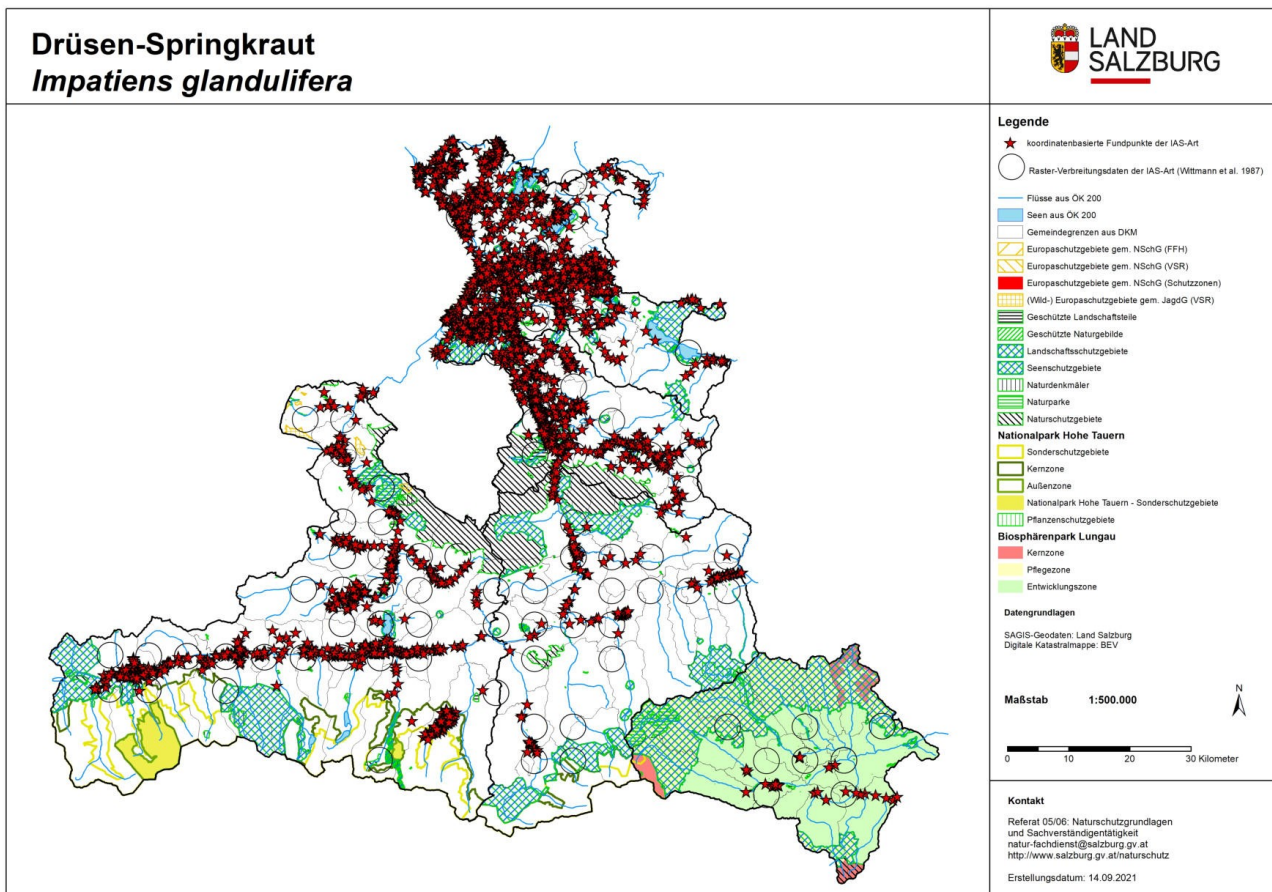 Drüsen-Springkraut
Impatiens glandulifera
LAND
SALZBURG
Legende
koordinatenbasierte Fundpunkte der IAS-Art
Raster-Verbreitungsdaten der IAS-Art (Wittmann et al. 1987)
Flüsse aus ÖK 200
Seen aus ÖK 200
Gemeindegrenzen aus DKM
Europaschutzgebiete gem. NSchG (FFH)
Europaschutzgebiete gem. NSchG (VSR)
Europaschutzgebiete gem. NSchG (Schutzzonen)
(Wild-) Europaschutzgebiete gem. JagdG (VSR)
Geschützte Landschaftsteile
Geschützte Naturgebilde
Landschaftsschutzgebiete
Seenschutzgebiete
Naturdenkmäler
Naturparke
Naturschutzgebiete
Nationalpark Hohe Tauern
Sonderschutzgebiete
Kernzone
Außenzone
Nationalpark Hohe Tauern - Sonderschutzgebiete
Pflanzenschutzgebiete
Biosphärenpark Lungau
Kernzone
Pflegezone
Entwicklungszone
Datengrundlagen
SAGIS-Geodaten: Land Salzburg
Digitale Katastralmappe: BEV
Maßstab 1:500.000
N
0 10 20 30 Kilometer
Kontakt
Referat 05/06: Naturschutzgrundlagen
und Sachverständigentätigkeit
natur-fachdienst@salzburg.gv.at
http://www.salzburg.gv.at/naturschutz
Erstellungsdatum: 14.09.2021